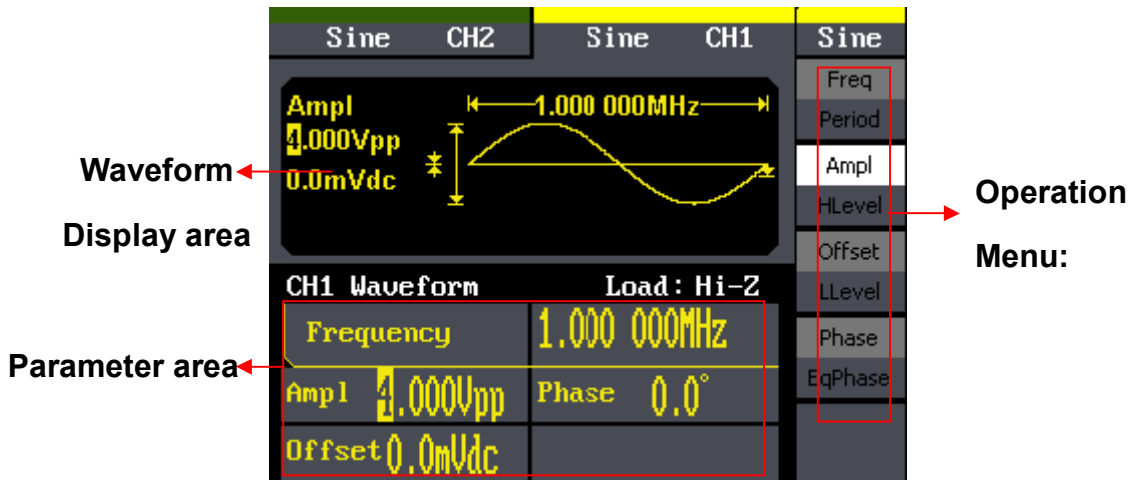 Sine CH2 Sine CH1 Sine
Ampl
4.000Vpp
0.0mVdc
1.000 000MHz
CH1 Waveform Load: Hi-Z
Frequency 1.000 000MHz
Ampl 4.000Vpp Phase 0.0°
Offset 0.0mVdc
Freq
Period
Ampl
HLevel
Offset
LLevel
Phase
EqPhase
Waveform
Display area
Parameter area
Operation
Menu: